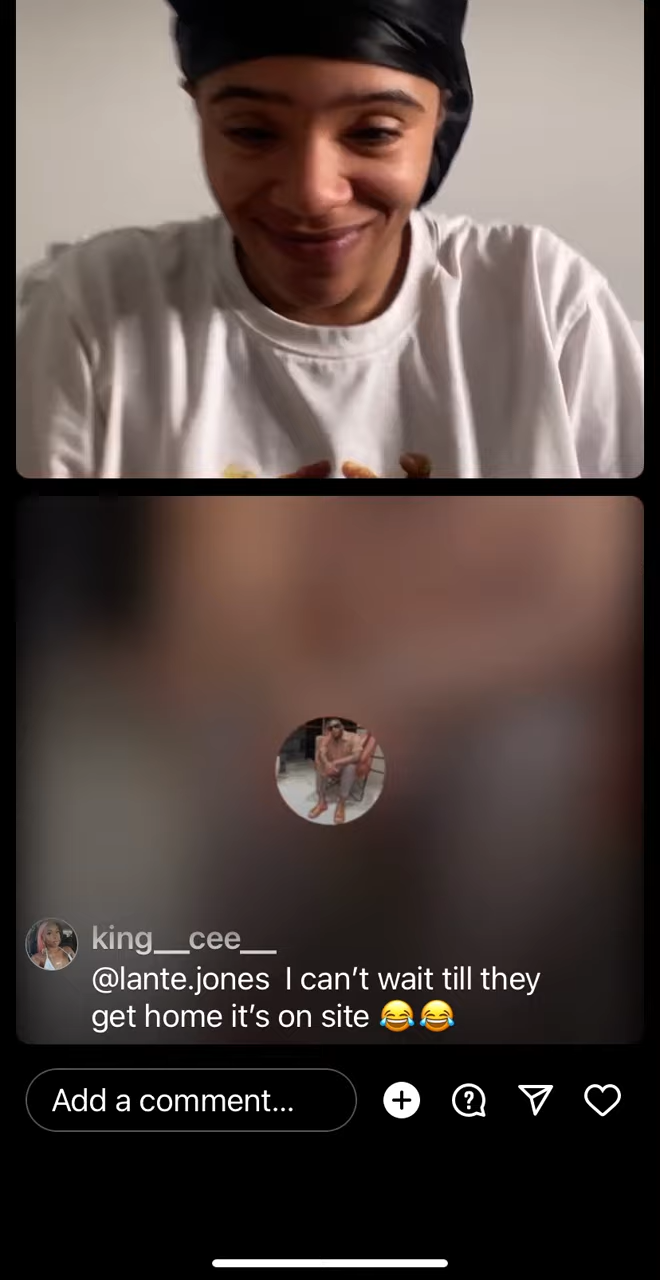 king__cee__
@lante.jones I can’t wait till they
get home it’s on site 😂😂
Add a comment...